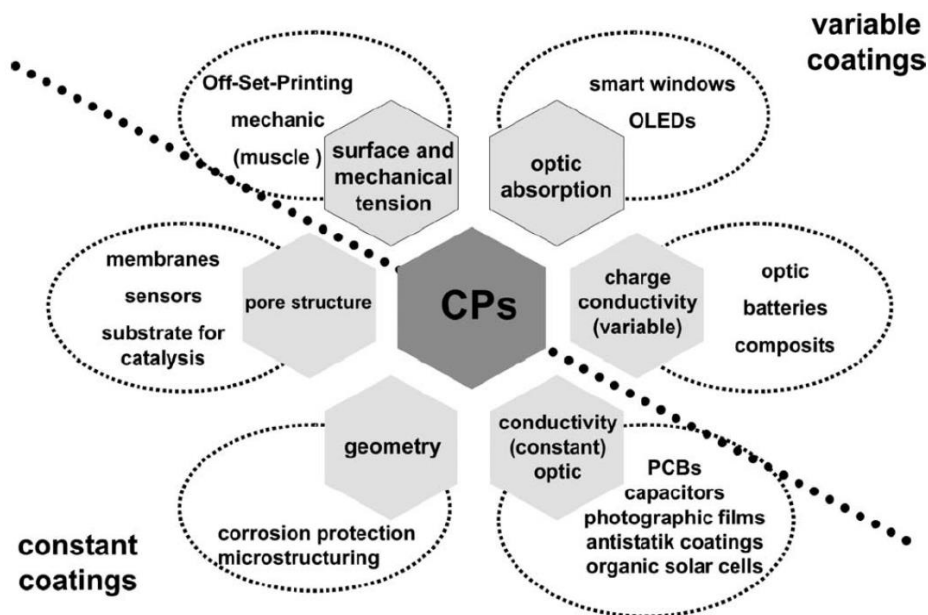 variable
coatings
Off-Set-Printing
mechanic
(muscle )
surface and
mechanical
tension
optic
absorption
smart windows
OLEDs
membranes
sensors
substrate for
catalysis
pore structure
CPs
charge
conductivity
(variable)
optic
batteries
composits
geometry
corrosion protection
microstructuring
conductivity
(constant)
optic
PCBs
capacitors
photographic films
antistatik coatings
organic solar cells
constant
coatings